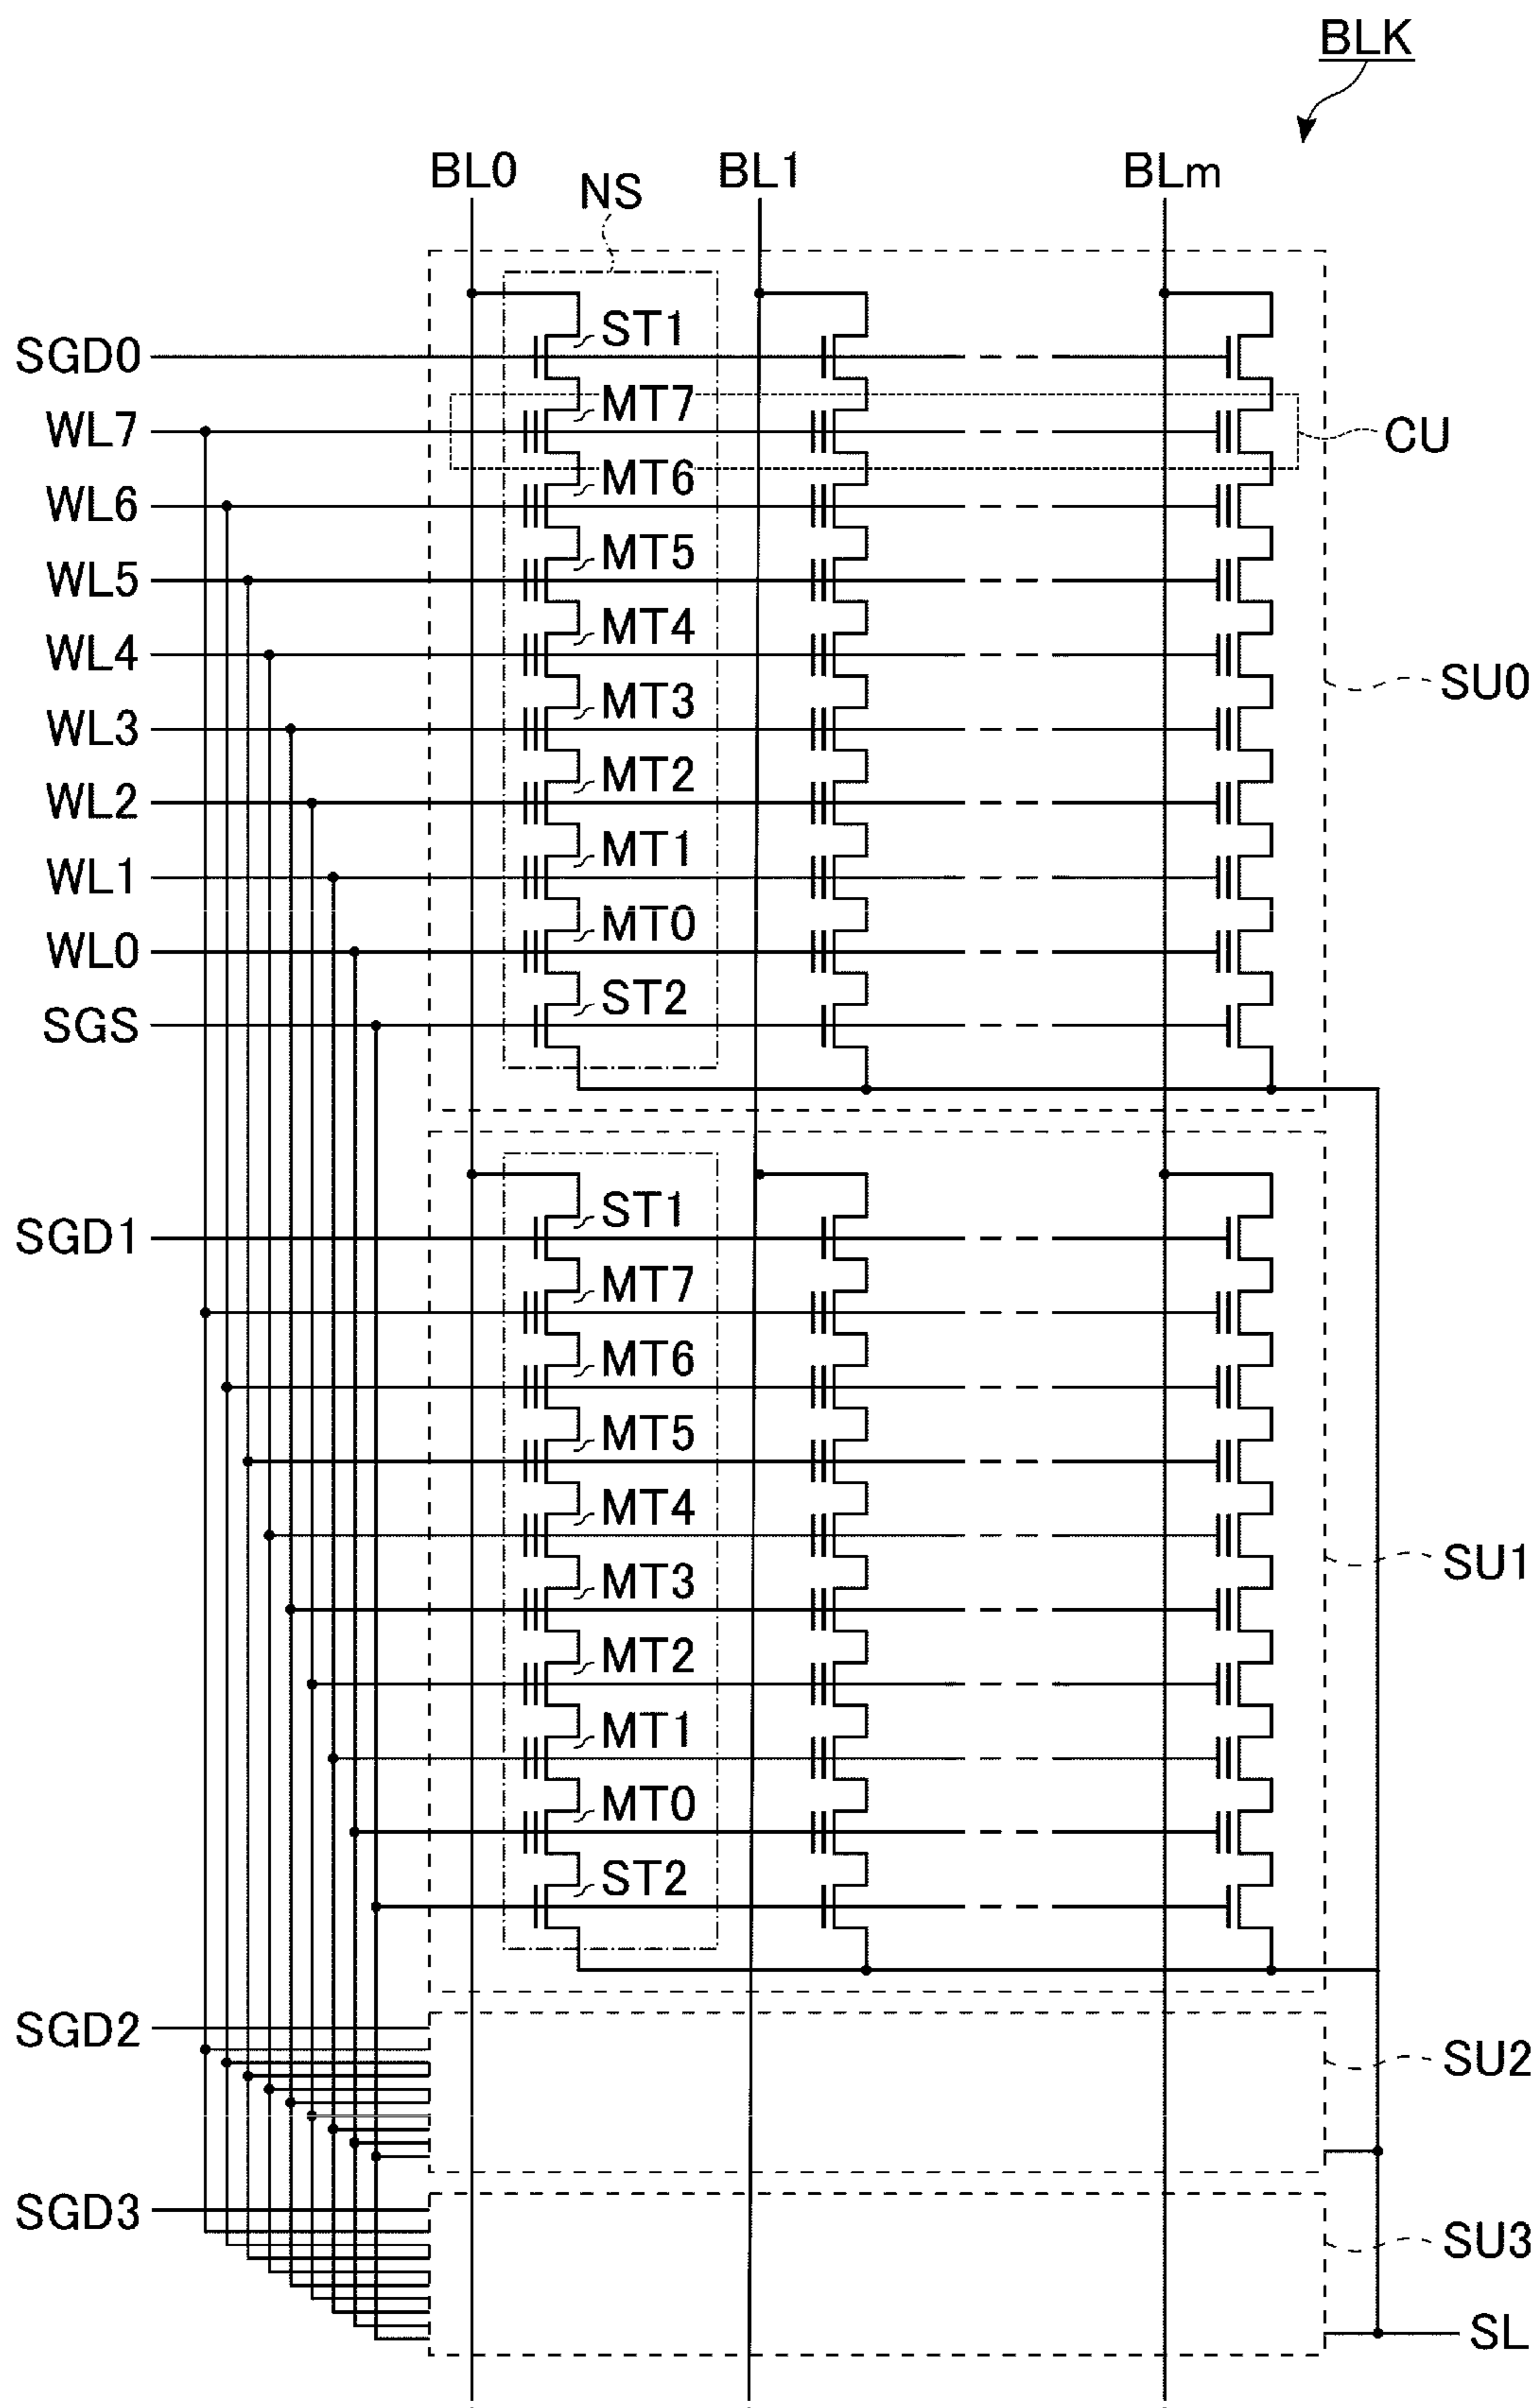 BLK
BL0 NS BL1 BLm
ST1
SGD0
MT7
WL7 CU
MT6
WL6
MT5
WL5
MT4
WL4
SU0
MT3
WL3
MT2
WL2
MT1
WL1
MT0
WL0
ST2
SGS
ST1
SGD1
MT7
MT6
MT5
MT4
SU1
MT3
MT2
MT1
MT0
ST2
SGD2
SU2
SGD3
SU3
SL